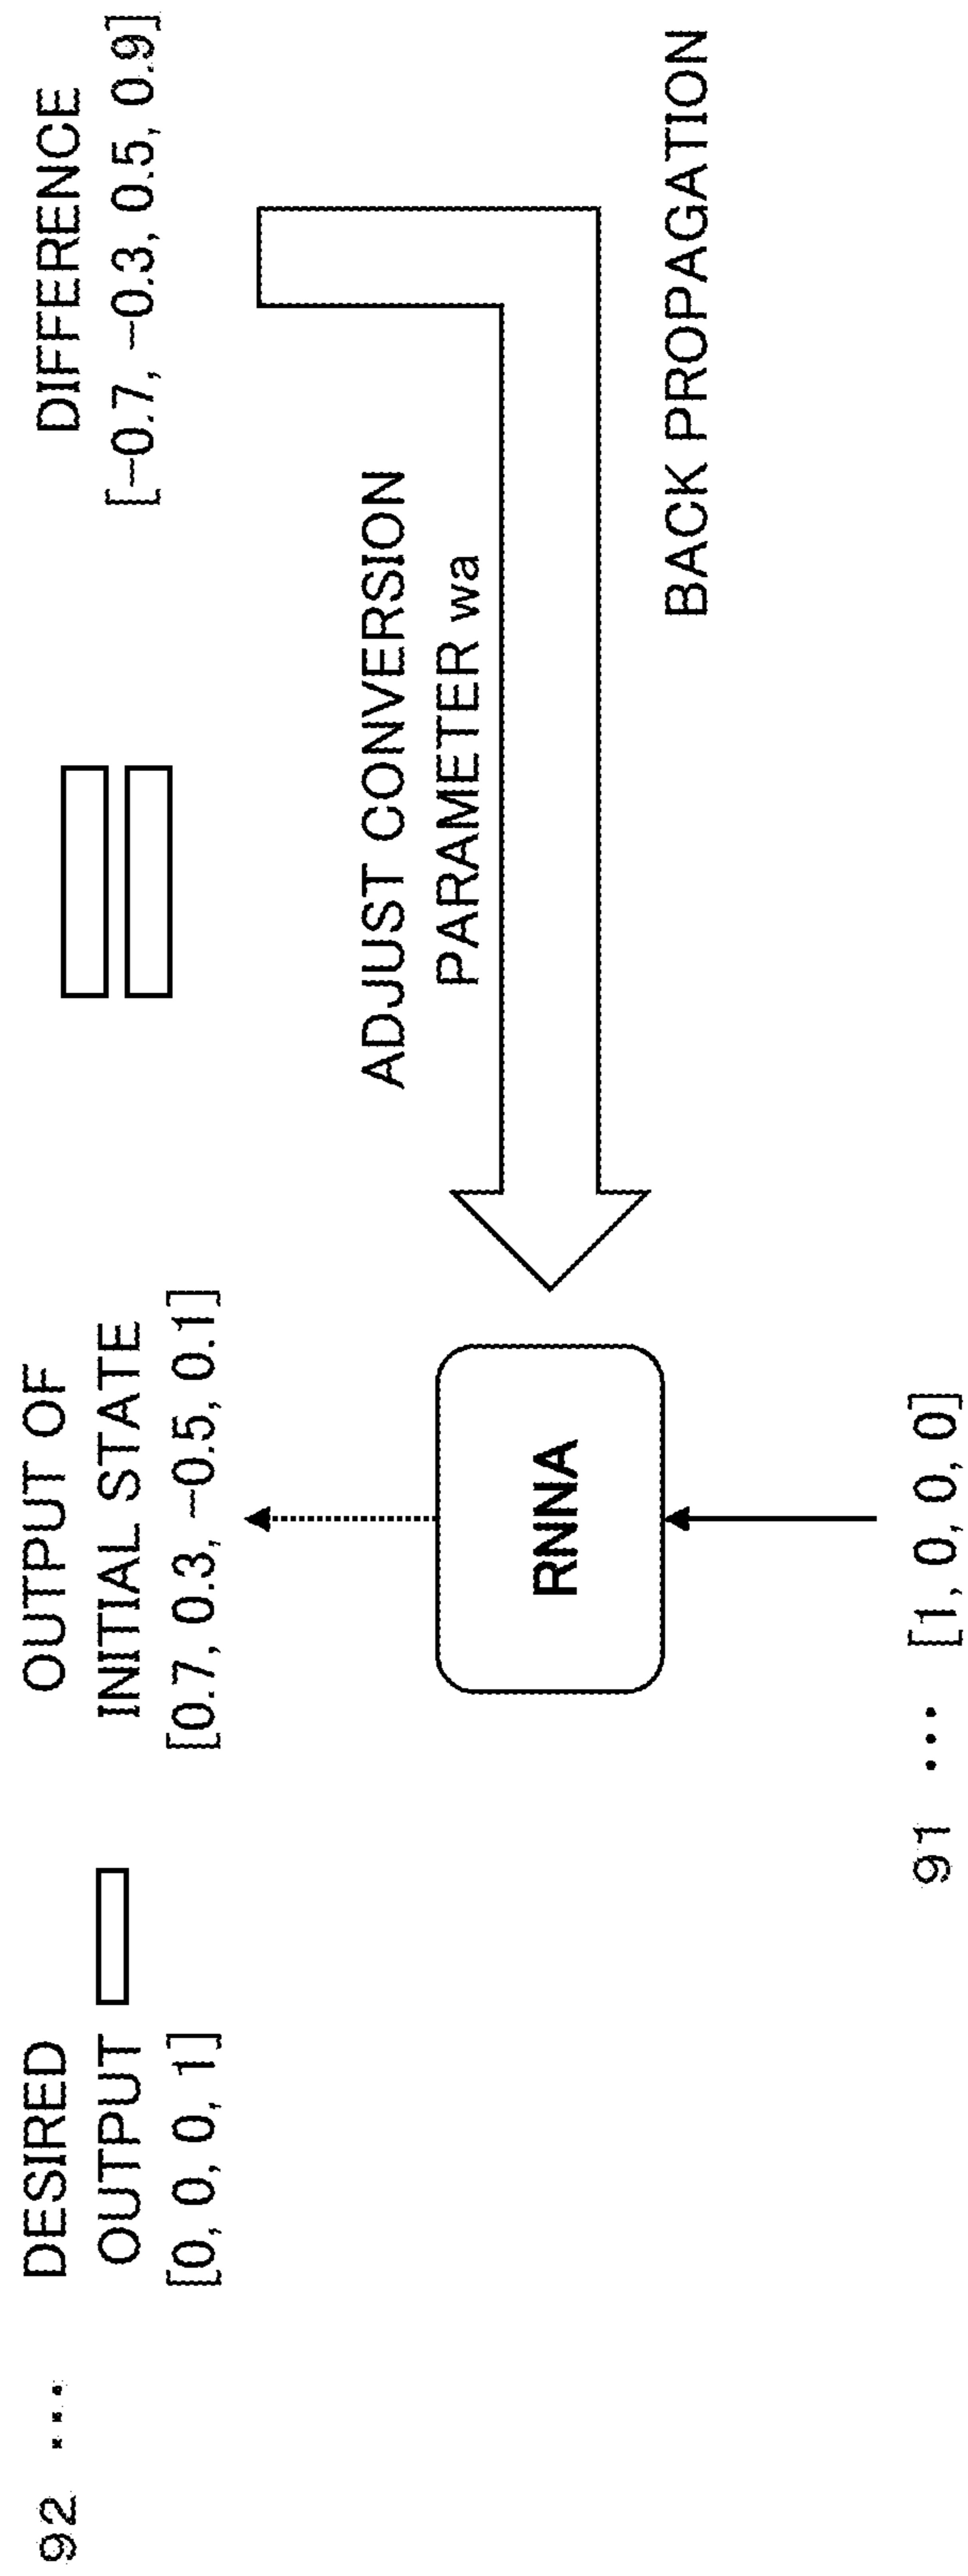 92 ... DESIRED
OUTPUT
[0, 0, 0, 1]
OUTPUT OF
INITIAL STATE
[0.7, 0.3, -0.5, 0.1]
DIFFERENCE
[-0.7, -0.3, 0.5, 0.9]
ADJUST CONVERSION
PARAMETER wa
RNNA
BACK PROPAGATION
91 ... [1, 0, 0, 0]